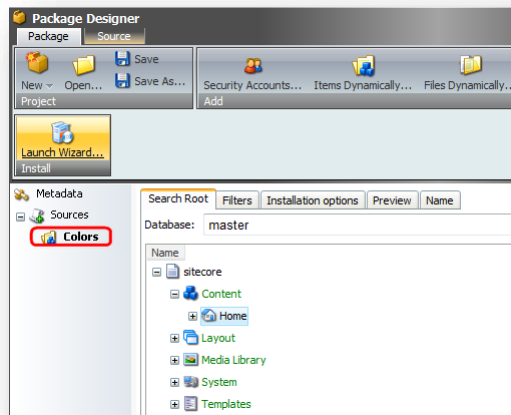 Package Designer
Package Source
New Open... Save
Save As...
Project
Security Accounts... Items Dynamically... Files Dynamically...
Add
Launch Wizard...
Install
Metadata
Sources
Colors
Search Root Filters Installation options Preview Name
Database: master
Name
sitecore
Content
Home
Layout
Media Library
System
Templates